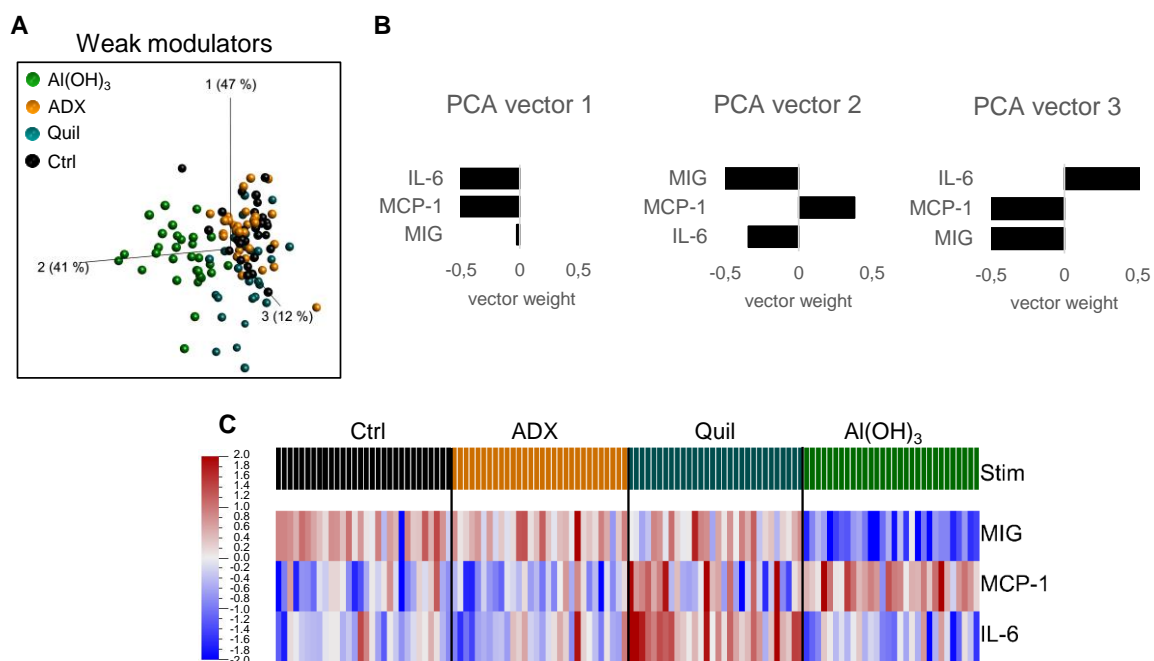 A
Weak modulators
Al(OH)3
ADX
Quil
Ctrl
1 (47 %)
2 (41 %)
3 (12 %)
B
PCA vector 1
IL-6
MCP-1
MIG
-0,5 0 0,5
vector weight
PCA vector 2
MIG
MCP-1
IL-6
-0,5 0 0,5
vector weight
PCA vector 3
IL-6
MCP-1
MIG
-0,5 0 0,5
vector weight
C
Ctrl ADX Quil Al(OH)3
Stim
MIG
MCP-1
IL-6
2.0
1.8
1.6
1.4
1.2
1.0
0.8
0.6
0.4
0.2
0.0
-0.2
-0.4
-0.6
-0.8
-1.0
-1.2
-1.4
-1.6
-1.8
-2.0